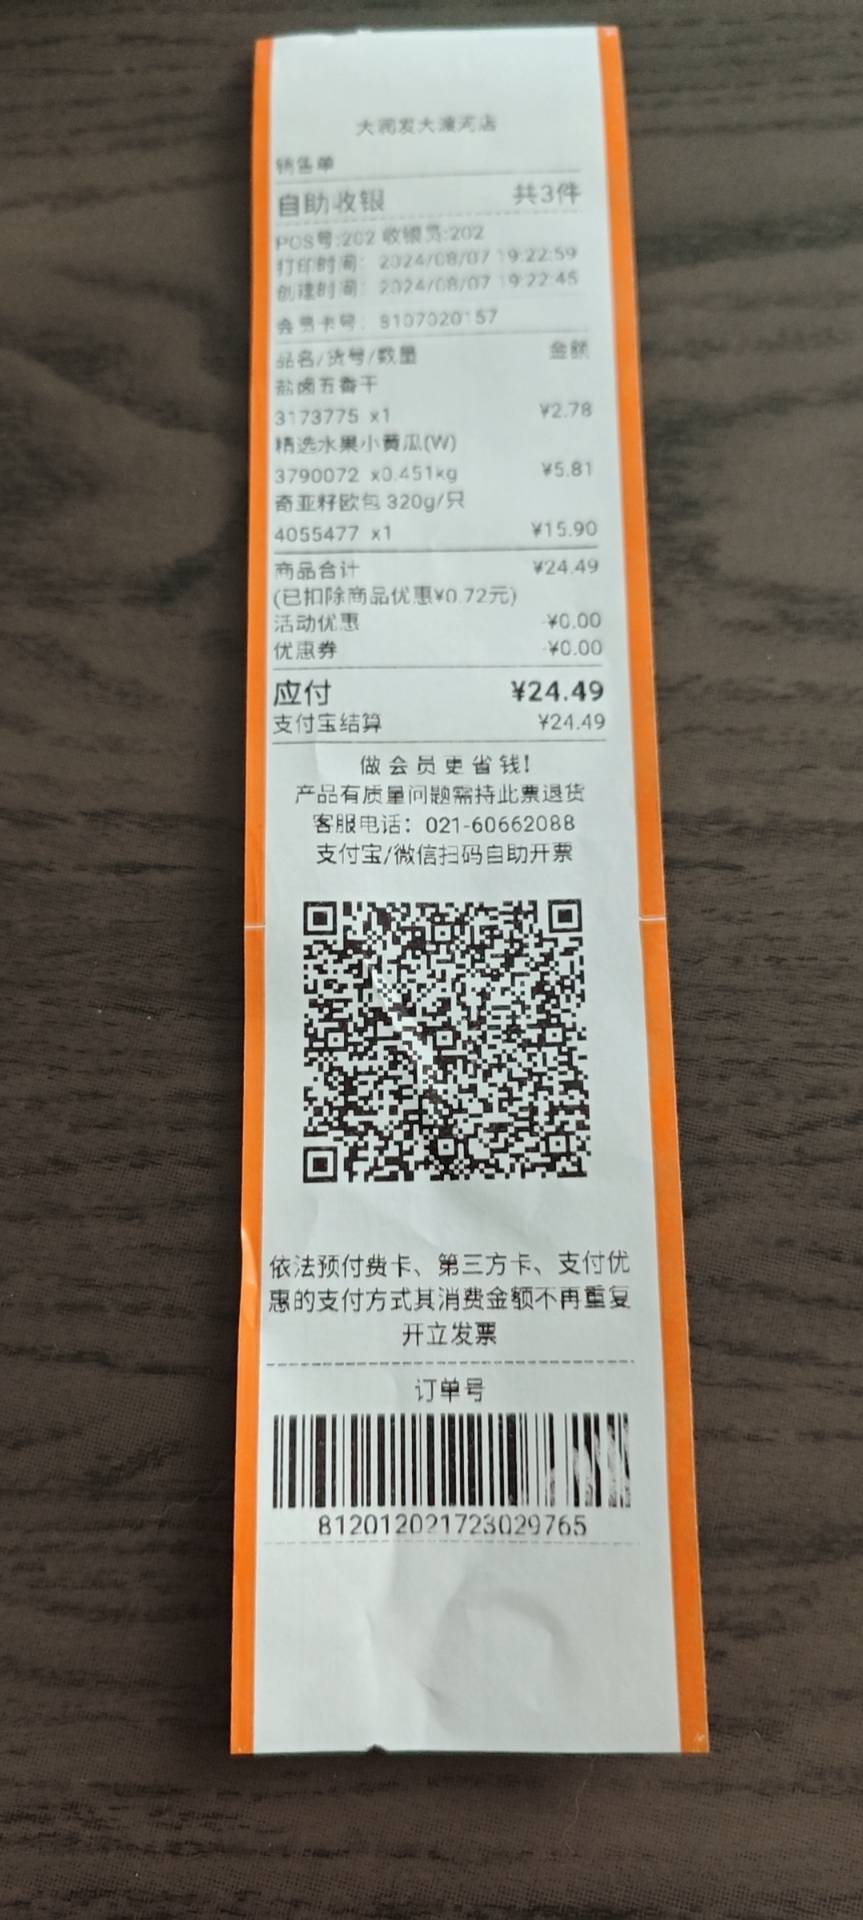 大润发大渡河店
销售单
自助收银 共3件
POS号:202 收银员:202
打印时间: 2024/08/07 19:22:59
创建时间: 2024/08/07 19:22:45
会员卡号: 8107020157
品名/货号/数量 金额
盐卤五香干
3173775 x1 ¥2.78
精选水果小黄瓜(W)
3790072 x0.451kg ¥5.81
奇亚籽欧包 320g/只
4055477 x1 ¥15.90
商品合计 ¥24.49
(已扣除商品优惠¥0.72元)
活动优惠 -¥0.00
优惠券 -¥0.00
应付 ¥24.49
支付宝结算 ¥24.49
做会员更省钱!
产品有质量问题需持此票退货
客服电话: 021-60662088
支付宝/微信扫码自助开票
依法预付费卡、第三方卡、支付优
惠的支付方式其消费金额不再重复
开立发票
订单号
812012021723029765